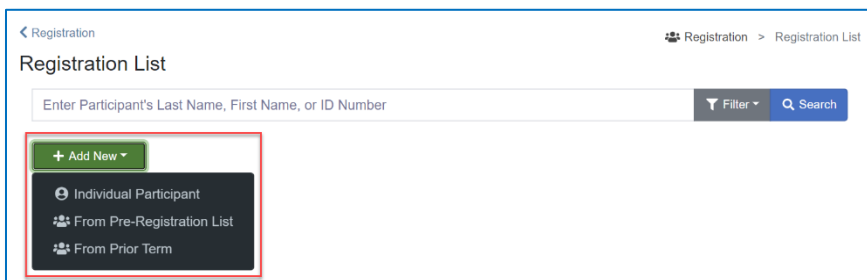 Registration
Registration > Registration List
Registration List
Enter Participant's Last Name, First Name, or ID Number
Filter
Search
+ Add New
Individual Participant
From Pre-Registration List
From Prior Term